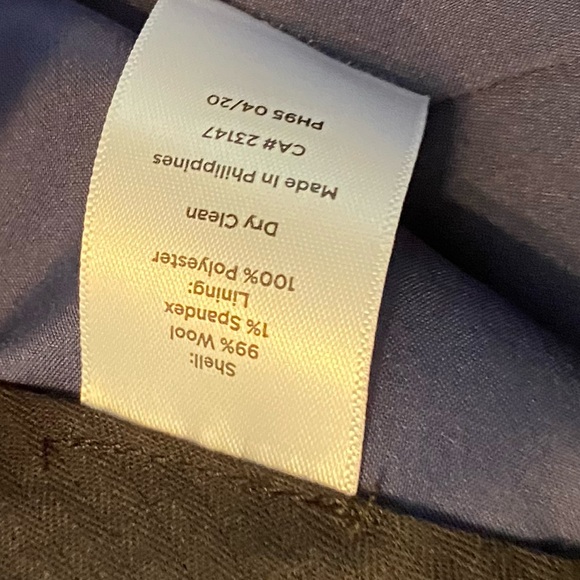 Shell:
99% Wool
1% Spandex
Lining:
100% Polyester
Dry Clean
Made In Philippines
CA# 23147
PH95 04/20